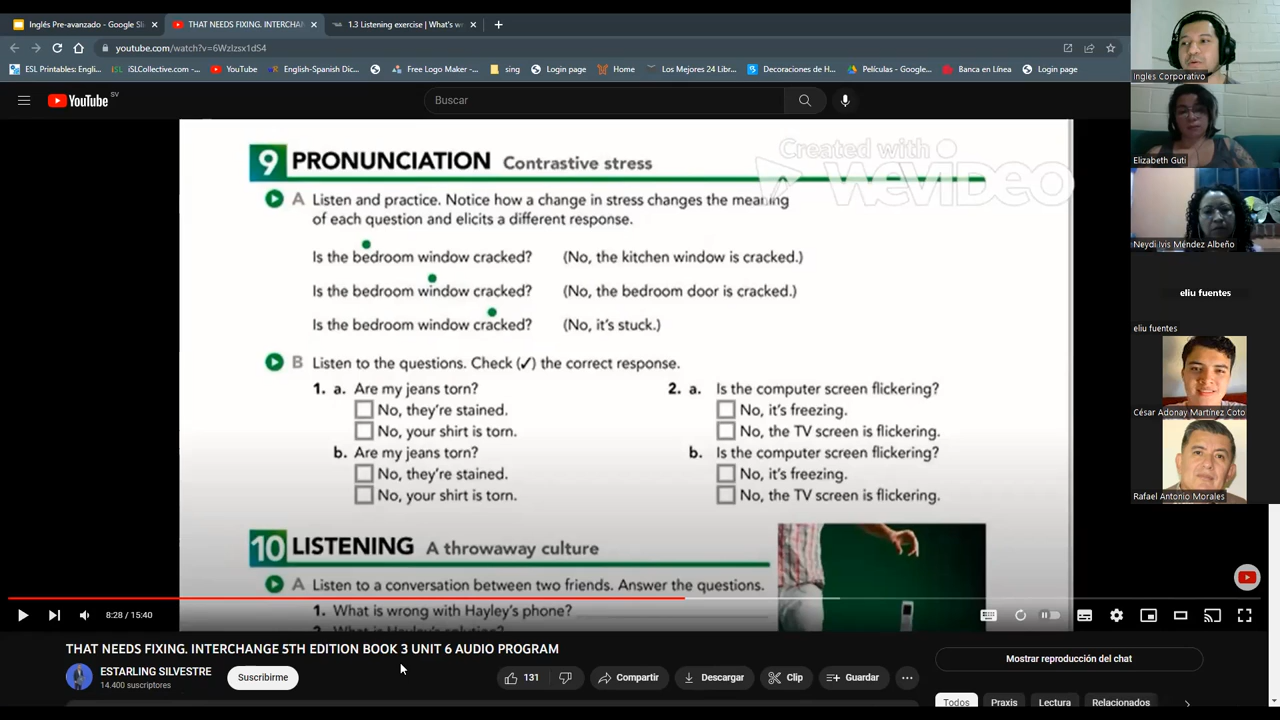 Inglés Pre-avanzado - Google Sli
THAT NEEDS FIXING. INTERCHAN
1.3 Listening exercise | What's w
youtube.com/watch?v=6Wzlzsx1dS4
ESL Printables: Engli...
iSLCollective.com -...
YouTube
English-Spanish Dic...
Free Logo Maker -...
sing
Login page
Home
Los Mejores 24 Libr...
Decoraciones de H...
Películas - Google...
Banca en Línea
Login page
YouTube SV
Buscar
Created with
WeVideo
9 PRONUNCIATION Contrastive stress
A Listen and practice. Notice how a change in stress changes the meaning
of each question and elicits a different response.
Is the bedroom window cracked? (No, the kitchen window is cracked.)
Is the bedroom window cracked? (No, the bedroom door is cracked.)
Is the bedroom window cracked? (No, it's stuck.)
B Listen to the questions. Check (✓) the correct response.
1. a. Are my jeans torn?
No, they're stained.
No, your shirt is torn.
b. Are my jeans torn?
No, they're stained.
No, your shirt is torn.
2. a. Is the computer screen flickering?
No, it's freezing.
No, the TV screen is flickering.
b. Is the computer screen flickering?
No, it's freezing.
No, the TV screen is flickering.
10 LISTENING A throwaway culture
A Listen to a conversation between two friends. Answer the questions.
1. What is wrong with Hayley's phone?
2. What is Hayley's solution?
8:28 / 15:40
THAT NEEDS FIXING. INTERCHANGE 5TH EDITION BOOK 3 UNIT 6 AUDIO PROGRAM
ESTARLING SILVESTRE
14.400 suscriptores
Suscribirme
131
Compartir
Descargar
Clip
Guardar
Mostrar reproducción del chat
Todos
Praxis
Lectura
Relacionados
Ingles Corporativo
Elizabeth Guti
Neydi Ivis Méndez Albeño
eliu fuentes
eliu fuentes
César Adonay Martínez Coto
Rafael Antonio Morales